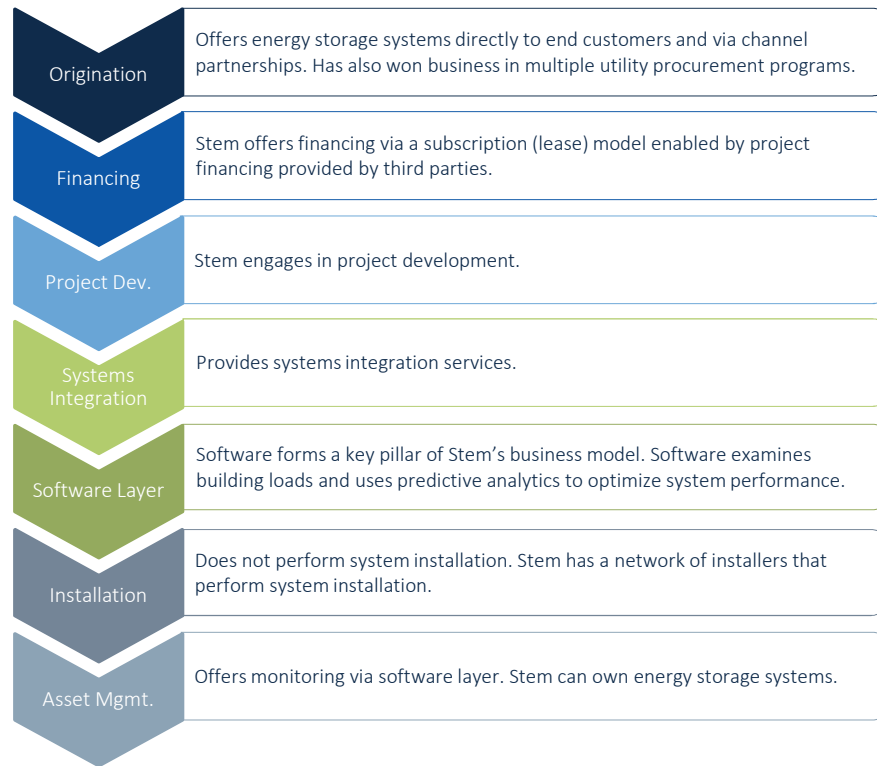 Origination
Offers energy storage systems directly to end customers and via channel
partnerships. Has also won business in multiple utility procurement programs.
Financing
Stem offers financing via a subscription (lease) model enabled by project
financing provided by third parties.
Project Dev.
Stem engages in project development.
Systems
Integration
Provides systems integration services.
Software Layer
Software forms a key pillar of Stem’s business model. Software examines
building loads and uses predictive analytics to optimize system performance.
Installation
Does not perform system installation. Stem has a network of installers that
perform system installation.
Asset Mgmt.
Offers monitoring via software layer. Stem can own energy storage systems.